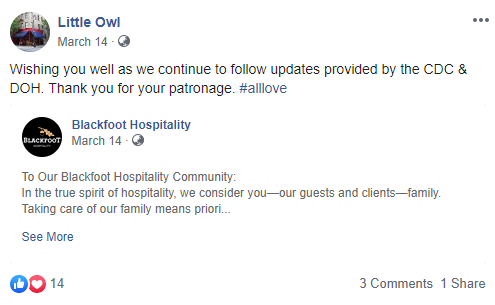 Little Owl
March 14 ·
Wishing you well as we continue to follow updates provided by the CDC &
DOH. Thank you for your patronage. #alllove
BLACKFOOT
HOSPITALITY
Blackfoot Hospitality
March 14 ·
To Our Blackfoot Hospitality Community:
In the true spirit of hospitality, we consider you—our guests and clients—family.
Taking care of our family means priori...
See More
14
3 Comments 1 Share